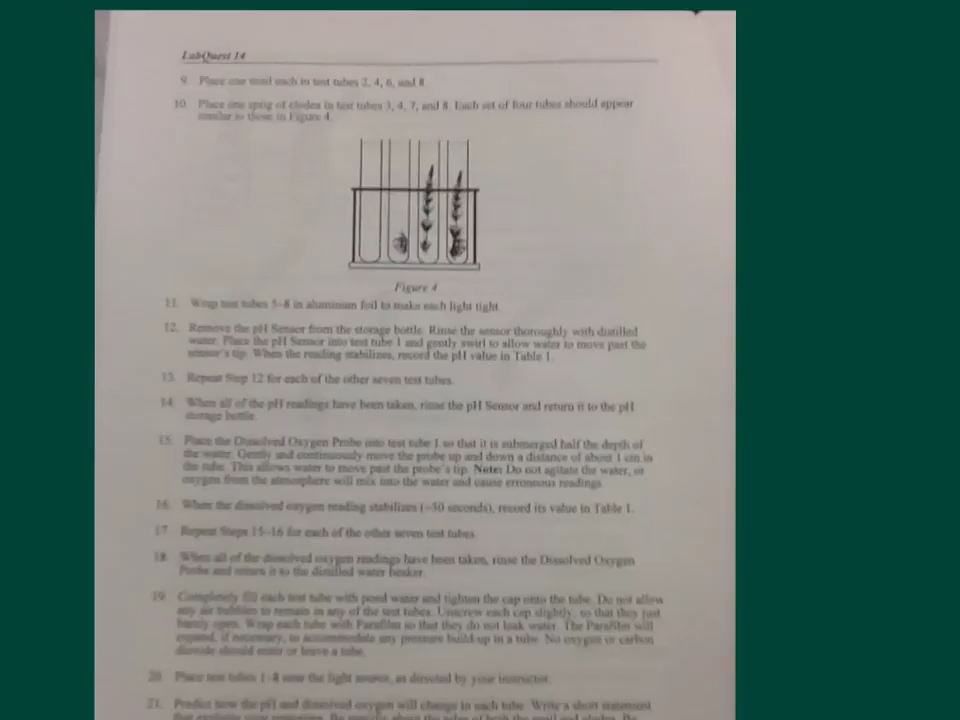 LabQuest 14
9. Place one snail each in test tubes 2, 4, 6, and 8.
10. Place one sprig of elodea in test tubes 3, 4, 7, and 8. Each set of four tubes should appear
similar to those in Figure 4.
Figure 4
11. Wrap test tubes 5–8 in aluminum foil to make each light tight.
12. Remove the pH Sensor from the storage bottle. Rinse the sensor thoroughly with distilled
water. Place the pH Sensor into test tube 1 and gently swirl to allow water to move past the
sensor's tip. When the reading stabilizes, record the pH value in Table 1.
13. Repeat Step 12 for each of the other seven test tubes.
14. When all of the pH readings have been taken, rinse the pH Sensor and return it to the pH
storage bottle.
15. Place the Dissolved Oxygen Probe into test tube 1 so that it is submerged half the depth of
the water. Gently and continuously move the probe up and down a distance of about 1 cm in
the tube. This allows water to move past the probe's tip. Note: Do not agitate the water, or
oxygen from the atmosphere will mix into the water and cause erroneous readings.
16. When the dissolved oxygen reading stabilizes (~30 seconds), record its value in Table 1.
17. Repeat Steps 15–16 for each of the other seven test tubes.
18. When all of the dissolved oxygen readings have been taken, rinse the Dissolved Oxygen
Probe and return it to the distilled water beaker.
19. Completely fill each test tube with pond water and tighten the cap onto the tube. Do not allow
any air bubbles to remain in any of the test tubes. Unscrew each cap slightly, so that they just
barely open. Wrap each tube with Parafilm so that they do not leak water. The Parafilm will
expand, if necessary, to accommodate any pressure build-up in a tube. No oxygen or carbon
dioxide should enter or leave a tube.
20. Place test tubes 1–4 near the light source, as directed by your instructor.
21. Predict how the pH and dissolved oxygen will change in each tube. Write a short statement